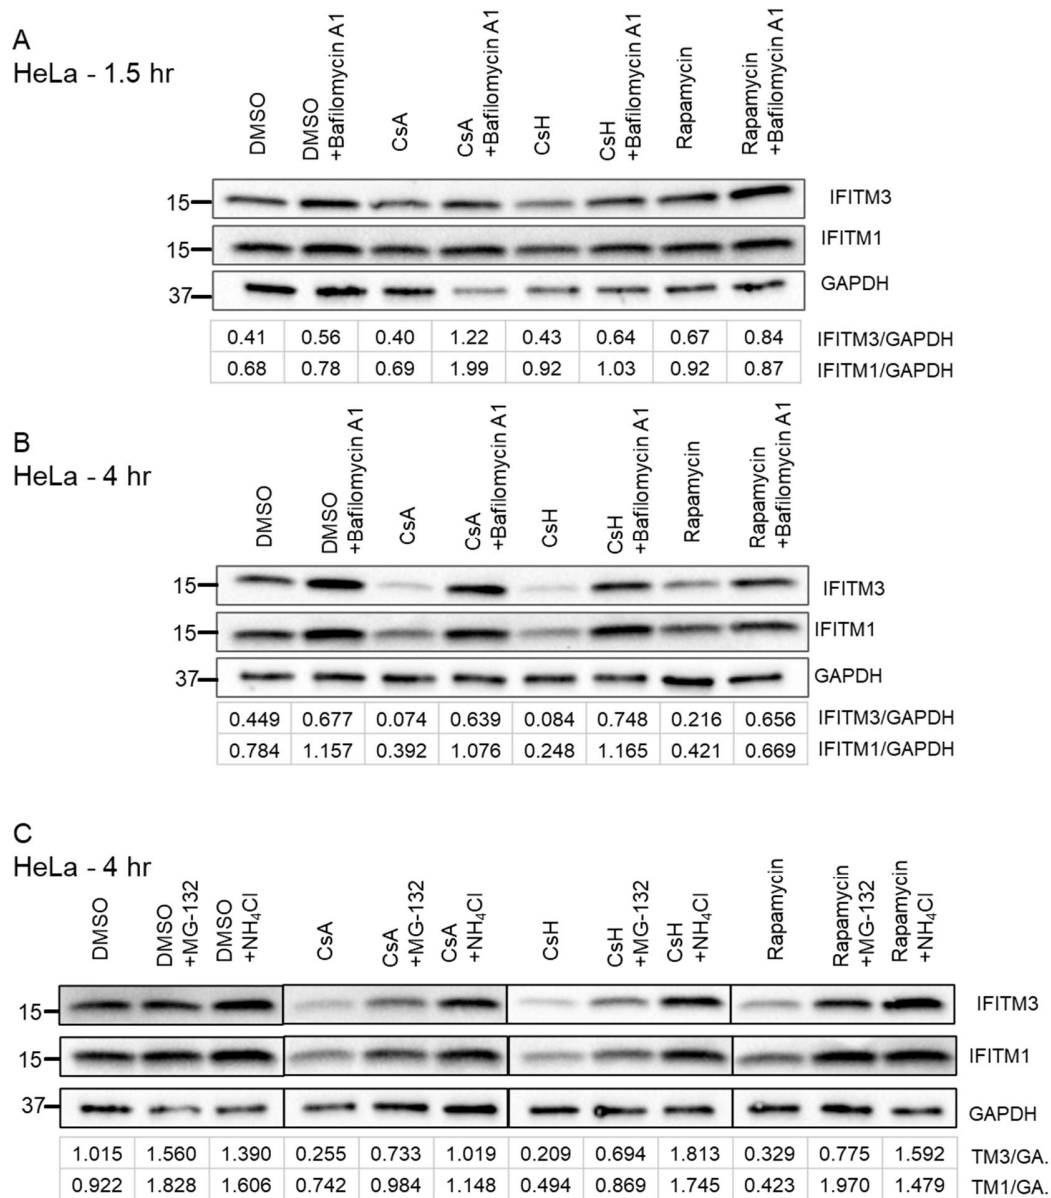 A
HeLa - 1.5 hr
DMSO
DMSO
+Bafilomycin A1
CsA
CsA
+Bafilomycin A1
CsH
CsH
+Bafilomycin A1
Rapamycin
Rapamycin
+Bafilomycin A1
15 IFITM3
15 IFITM1
37 GAPDH
0.41 0.56 0.40 1.22 0.43 0.64 0.67 0.84 IFITM3/GAPDH
0.68 0.78 0.69 1.99 0.92 1.03 0.92 0.87 IFITM1/GAPDH
B
HeLa - 4 hr
DMSO
DMSO
+Bafilomycin A1
CsA
CsA
+Bafilomycin A1
CsH
CsH
+Bafilomycin A1
Rapamycin
Rapamycin
+Bafilomycin A1
15 IFITM3
15 IFITM1
37 GAPDH
0.449 0.677 0.074 0.639 0.084 0.748 0.216 0.656 IFITM3/GAPDH
0.784 1.157 0.392 1.076 0.248 1.165 0.421 0.669 IFITM1/GAPDH
C
HeLa - 4 hr
DMSO
DMSO
+MG-132
DMSO
+NH₄Cl
CsA
CsA
+MG-132
CsA
+NH₄Cl
CsH
CsH
+MG-132
CsH
+NH₄Cl
Rapamycin
Rapamycin
+MG-132
Rapamycin
+NH₄Cl
15 IFITM3
15 IFITM1
37 GAPDH
1.015 1.560 1.390 0.255 0.733 1.019 0.209 0.694 1.813 0.329 0.775 1.592 TM3/GA.
0.922 1.828 1.606 0.742 0.984 1.148 0.494 0.869 1.745 0.423 1.970 1.479 TM1/GA.